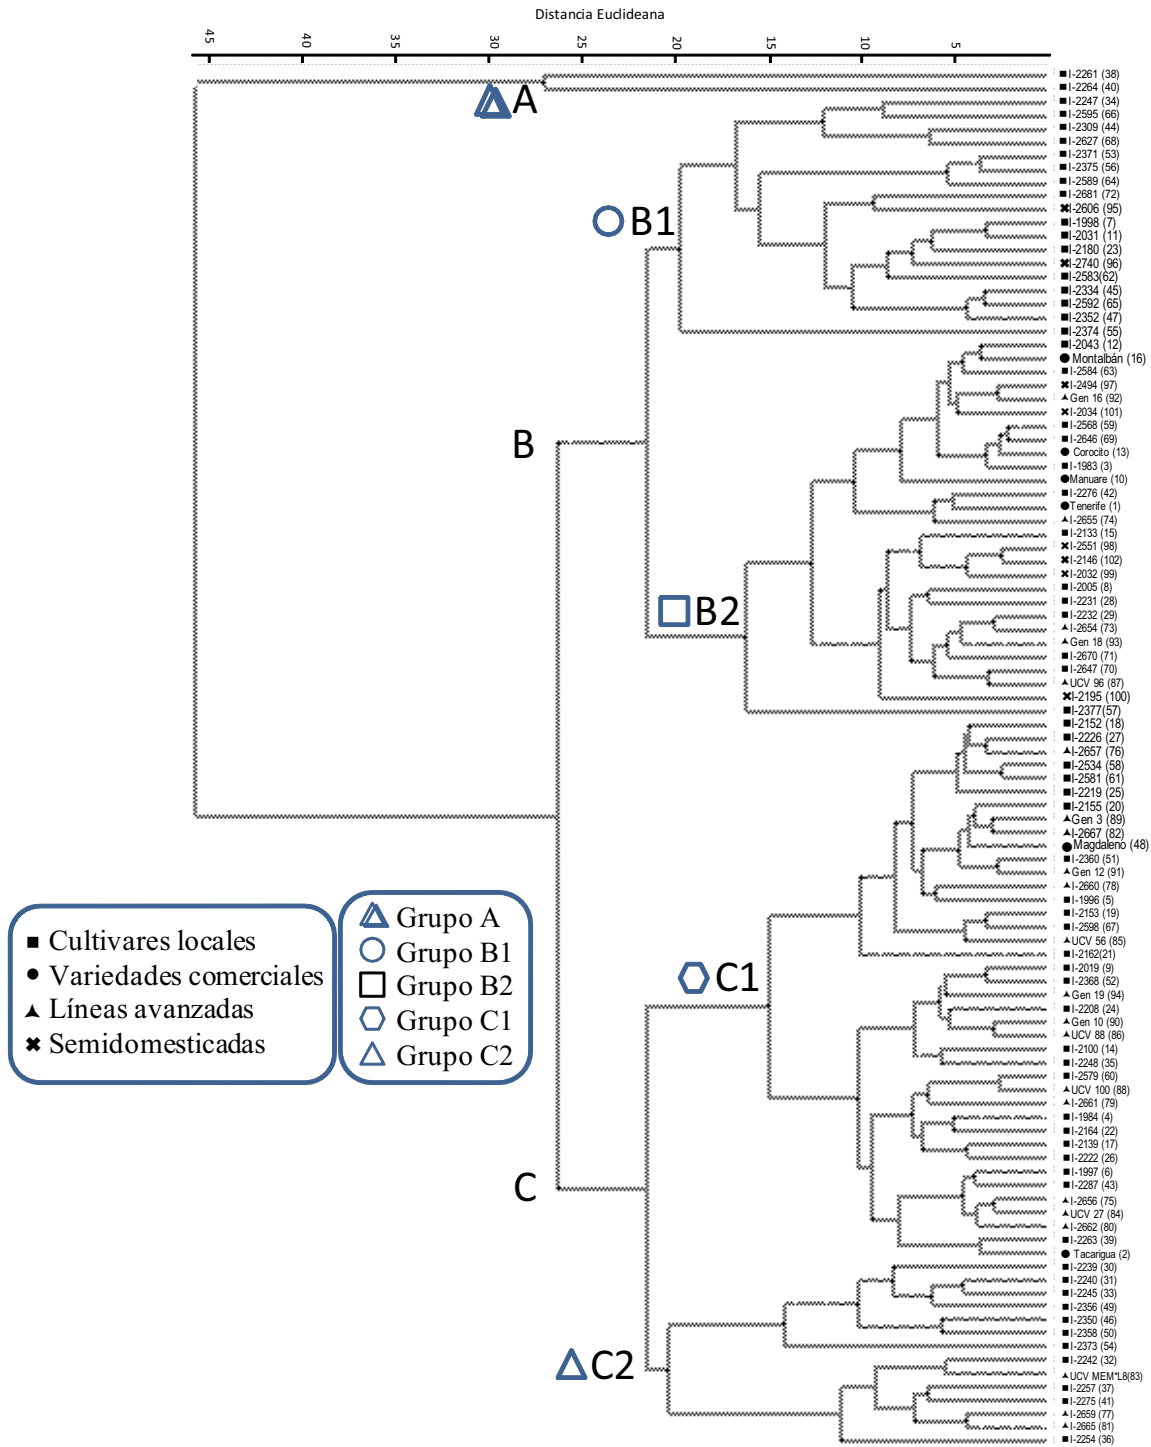 Distancia Euclideana
45 40 35 30 25 20 15 10 5
I-2261 (38)
I-2264 (40)
A
I-2247 (34)
I-2595 (66)
I-2309 (44)
I-2627 (68)
I-2371 (53)
I-2375 (56)
I-2589 (64)
I-2681 (72)
I-2606 (95)
B1
I-1998 (7)
I-2031 (11)
I-2180 (23)
I-2740 (96)
I-2583(62)
I-2334 (45)
I-2592 (65)
I-2352 (47)
I-2374 (55)
I-2043 (12)
Montalbán (16)
I-2584 (63)
I-2494 (97)
Gen 16 (92)
I-2034 (101)
I-2568 (59)
B
I-2646 (69)
Corocito (13)
I-1983 (3)
Manuare (10)
I-2276 (42)
Tenerife (1)
I-2655 (74)
I-2133 (15)
I-2551 (98)
I-2146 (102)
I-2032 (99)
I-2005 (8)
I-2231 (28)
B2
I-2232 (29)
I-2654 (73)
Gen 18 (93)
I-2670 (71)
I-2647 (70)
UCV 96 (87)
I-2195 (100)
I-2377(57)
I-2152 (18)
I-2226 (27)
I-2657 (76)
I-2534 (58)
I-2581 (61)
I-2219 (25)
I-2155 (20)
Gen 3 (89)
I-2667 (82)
Magdaleno (48)
I-2360 (51)
Gen 12 (91)
I-2660 (78)
I-1996 (5)
I-2153 (19)
I-2598 (67)
UCV 56 (85)
I-2162(21)
C1
I-2019 (9)
I-2368 (52)
Gen 19 (94)
I-2208 (24)
Gen 10 (90)
UCV 88 (86)
I-2100 (14)
I-2248 (35)
I-2579 (60)
UCV 100 (88)
I-2661 (79)
I-1984 (4)
I-2164 (22)
I-2139 (17)
I-2222 (26)
I-1997 (6)
C
I-2287 (43)
I-2656 (75)
UCV 27 (84)
I-2662 (80)
I-2263 (39)
Tacarigua (2)
I-2239 (30)
I-2240 (31)
I-2245 (33)
I-2356 (49)
I-2350 (46)
I-2358 (50)
I-2373 (54)
C2
I-2242 (32)
UCV MEM*L8(83)
I-2257 (37)
I-2275 (41)
I-2659 (77)
I-2665 (81)
I-2254 (36)
Cultivares locales
Variedades comerciales
Líneas avanzadas
Semidomesticadas
Grupo A
Grupo B1
Grupo B2
Grupo C1
Grupo C2